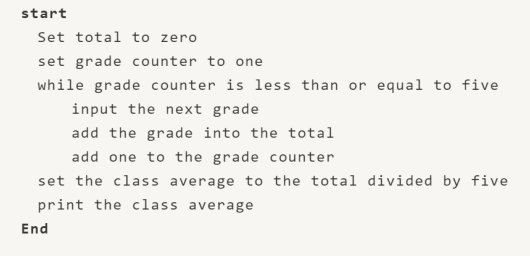 start
Set total to zero
set grade counter to one
while grade counter is less than or equal to five
input the next grade
add the grade into the total
add one to the grade counter
set the class average to the total divided by five
print the class average
End